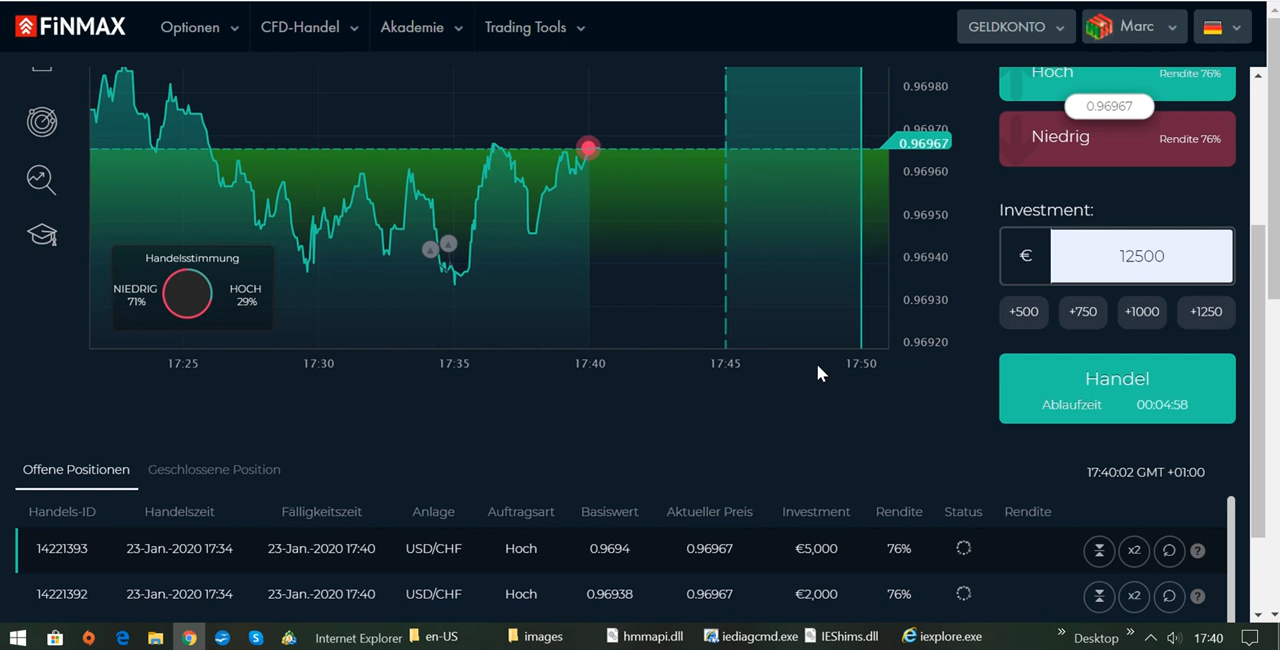 FiNMAX
Optionen
CFD-Handel
Akademie
Trading Tools
GELDKONTO
Marc
0.96980
0.96970
0.96967
0.96960
0.96950
0.96940
0.96930
0.96920
Handelsstimmung
NIEDRIG
71%
HOCH
29%
17:25 17:30 17:35 17:40 17:45 17:50
Hoch Rendite 76%
0.96967
Niedrig Rendite 76%
Investment:
€ 12500
+500 +750 +1000 +1250
Handel
Ablaufzeit 00:04:58
Offene Positionen Geschlossene Position 17:40:02 GMT +01:00
Handels-ID Handelszeit Fälligkeitszeit Anlage Auftragsart Basiswert Aktueller Preis Investment Rendite Status Rendite
14221393 23-Jan.-2020 17:34 23-Jan.-2020 17:40 USD/CHF Hoch 0.9694 0.96967 €5,000 76% x2 ?
14221392 23-Jan.-2020 17:34 23-Jan.-2020 17:40 USD/CHF Hoch 0.96938 0.96967 €2,000 76% x2 ?
Internet Explorer en-US images hmmapi.dll iediagcmd.exe IEShims.dll iexplore.exe » Desktop » 17:40